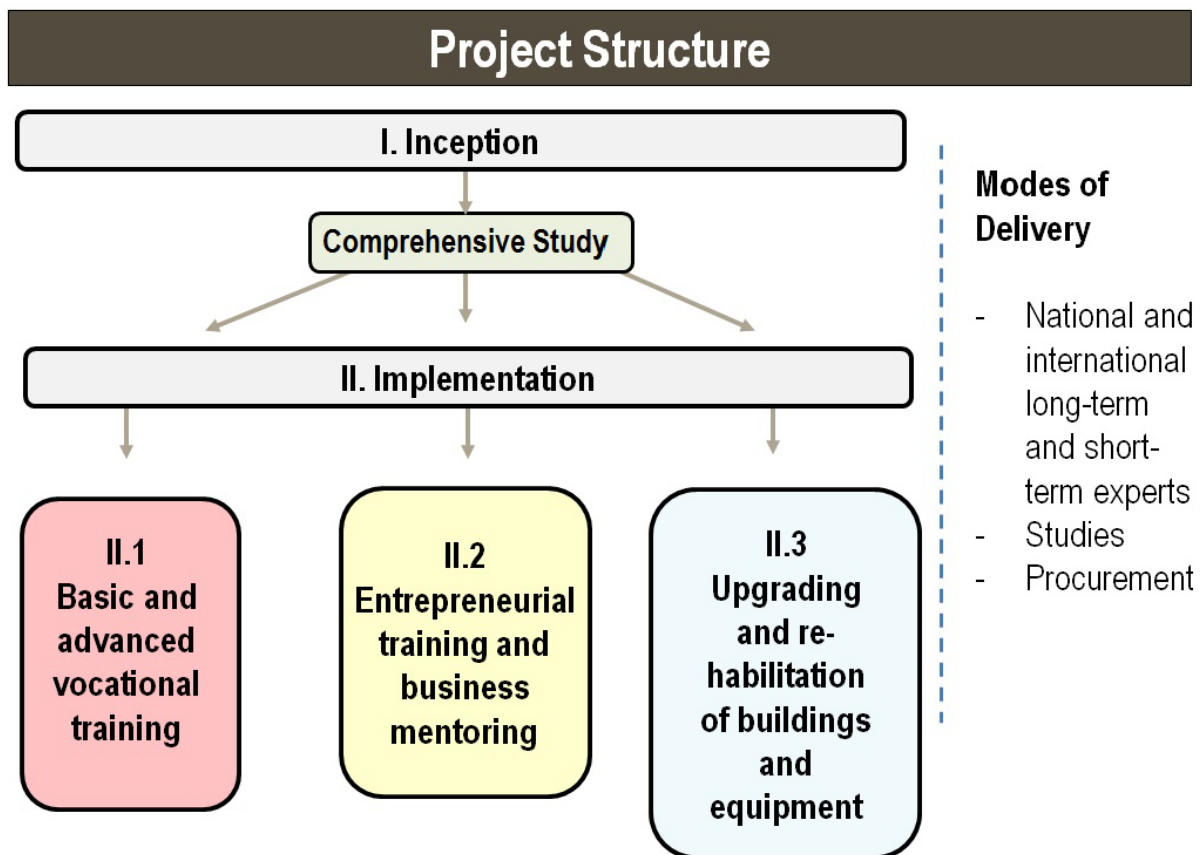 Project Structure
I. Inception
Comprehensive Study
II. Implementation
II.1
Basic and
advanced
vocational
training
II.2
Entrepreneurial
training and
business
mentoring
II.3
Upgrading
and re-
habilitation
of buildings
and
equipment
Modes of
Delivery
- National and
international
long-term
and short-
term experts
- Studies
- Procurement